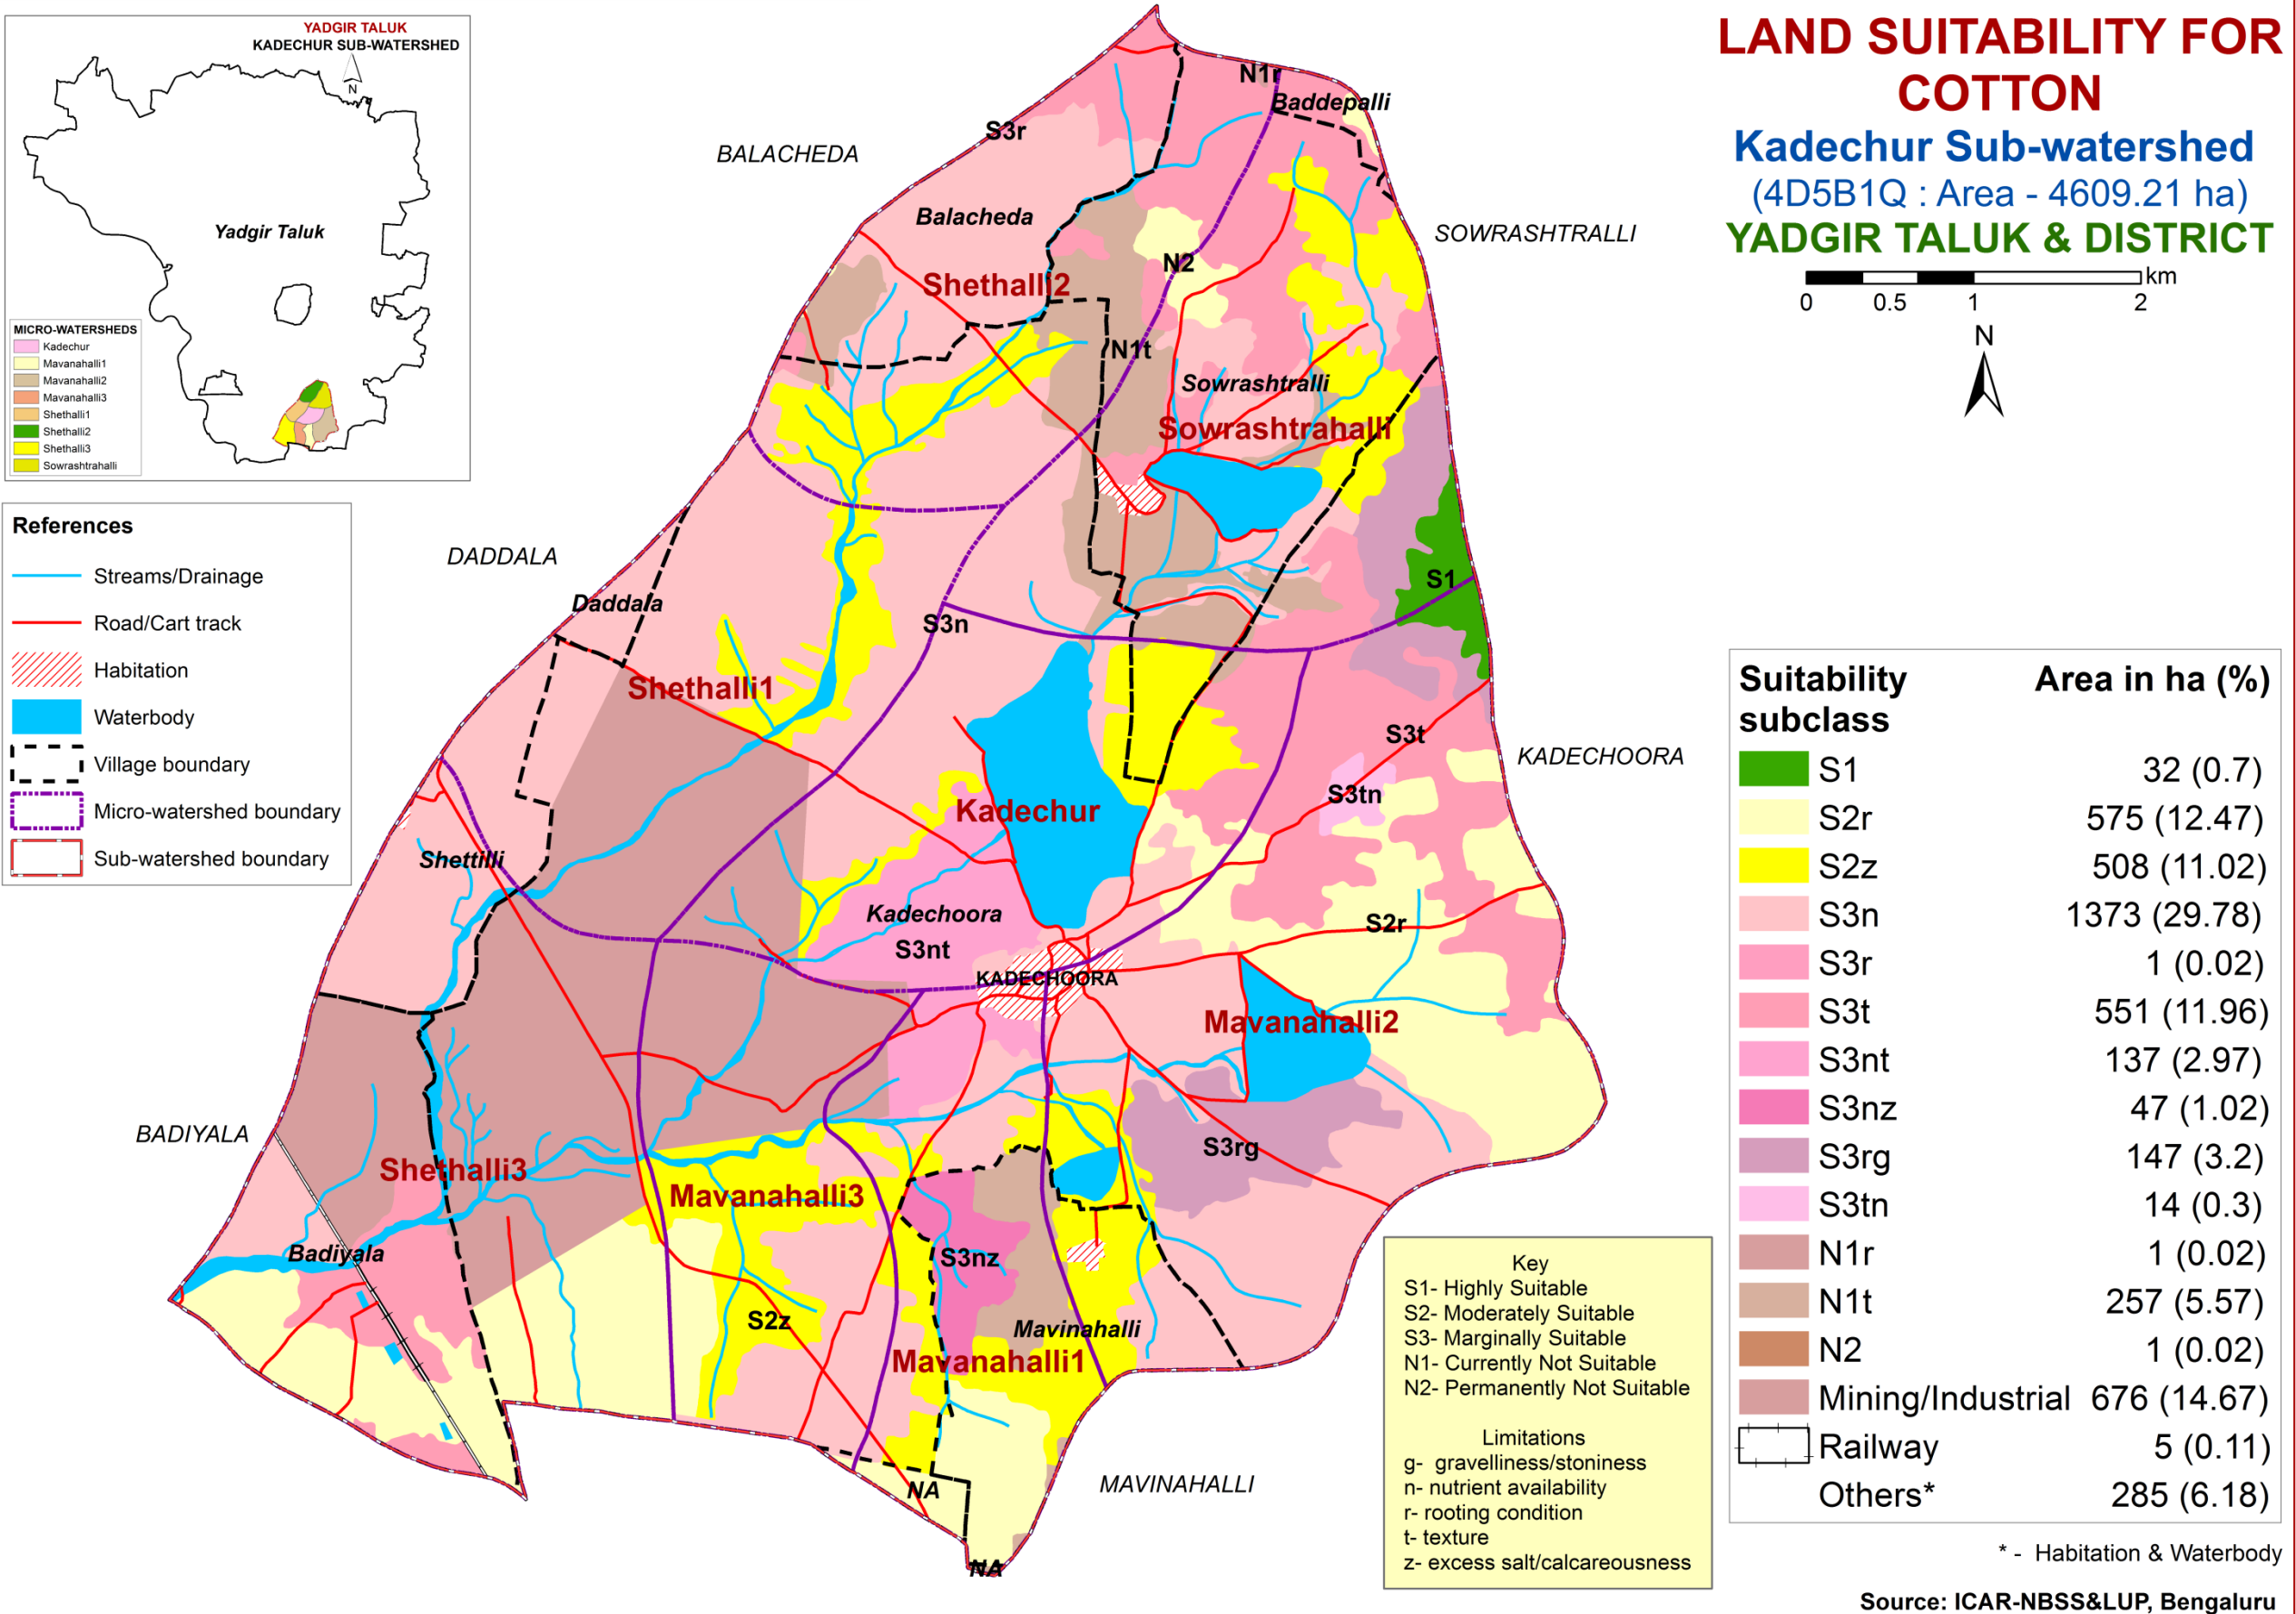 YADGIR TALUK
KADECHUR SUB-WATERSHED
N
Yadgir Taluk
MICRO-WATERSHEDS
Kadechur
Mavanahalli1
Mavanahalli2
Mavanahalli3
Shethalli1
Shethalli2
Shethalli3
Sowrashtrahalli
References
Streams/Drainage
Road/Cart track
Habitation
Waterbody
Village boundary
Micro-watershed boundary
Sub-watershed boundary
LAND SUITABILITY FOR
COTTON
Kadechur Sub-watershed
(4D5B1Q : Area - 4609.21 ha)
YADGIR TALUK & DISTRICT
km
0 0.5 1 2
N
N1r
Baddepalli
S3r
BALACHEDA
Balacheda
SOWRASHTRALLI
N2
Shethalli2
N1t
Sowrashtralli
Sowrashtrahalli
DADDALA
S1
Daddala
S3n
Shethalli1
S3t
KADECHOORA
S3tn
Kadechur
Shettilli
Kadechoora
S2r
S3nt
KADECHOORA
Mavanahalli2
BADIYALA
S3rg
Shethalli3
Mavanahalli3
Badiyala
S3nz
S2z
Mavinahalli
Mavanahalli1
MAVINAHALLI
NA
NA
Suitability Area in ha (%)
subclass
S1 32 (0.7)
S2r 575 (12.47)
S2z 508 (11.02)
S3n 1373 (29.78)
S3r 1 (0.02)
S3t 551 (11.96)
S3nt 137 (2.97)
S3nz 47 (1.02)
S3rg 147 (3.2)
S3tn 14 (0.3)
N1r 1 (0.02)
N1t 257 (5.57)
N2 1 (0.02)
Mining/Industrial 676 (14.67)
Railway 5 (0.11)
Others* 285 (6.18)
* - Habitation & Waterbody
Key
S1- Highly Suitable
S2- Moderately Suitable
S3- Marginally Suitable
N1- Currently Not Suitable
N2- Permanently Not Suitable
Limitations
g- gravelliness/stoniness
n- nutrient availability
r- rooting condition
t- texture
z- excess salt/calcareousness
Source: ICAR-NBSS&LUP, Bengaluru